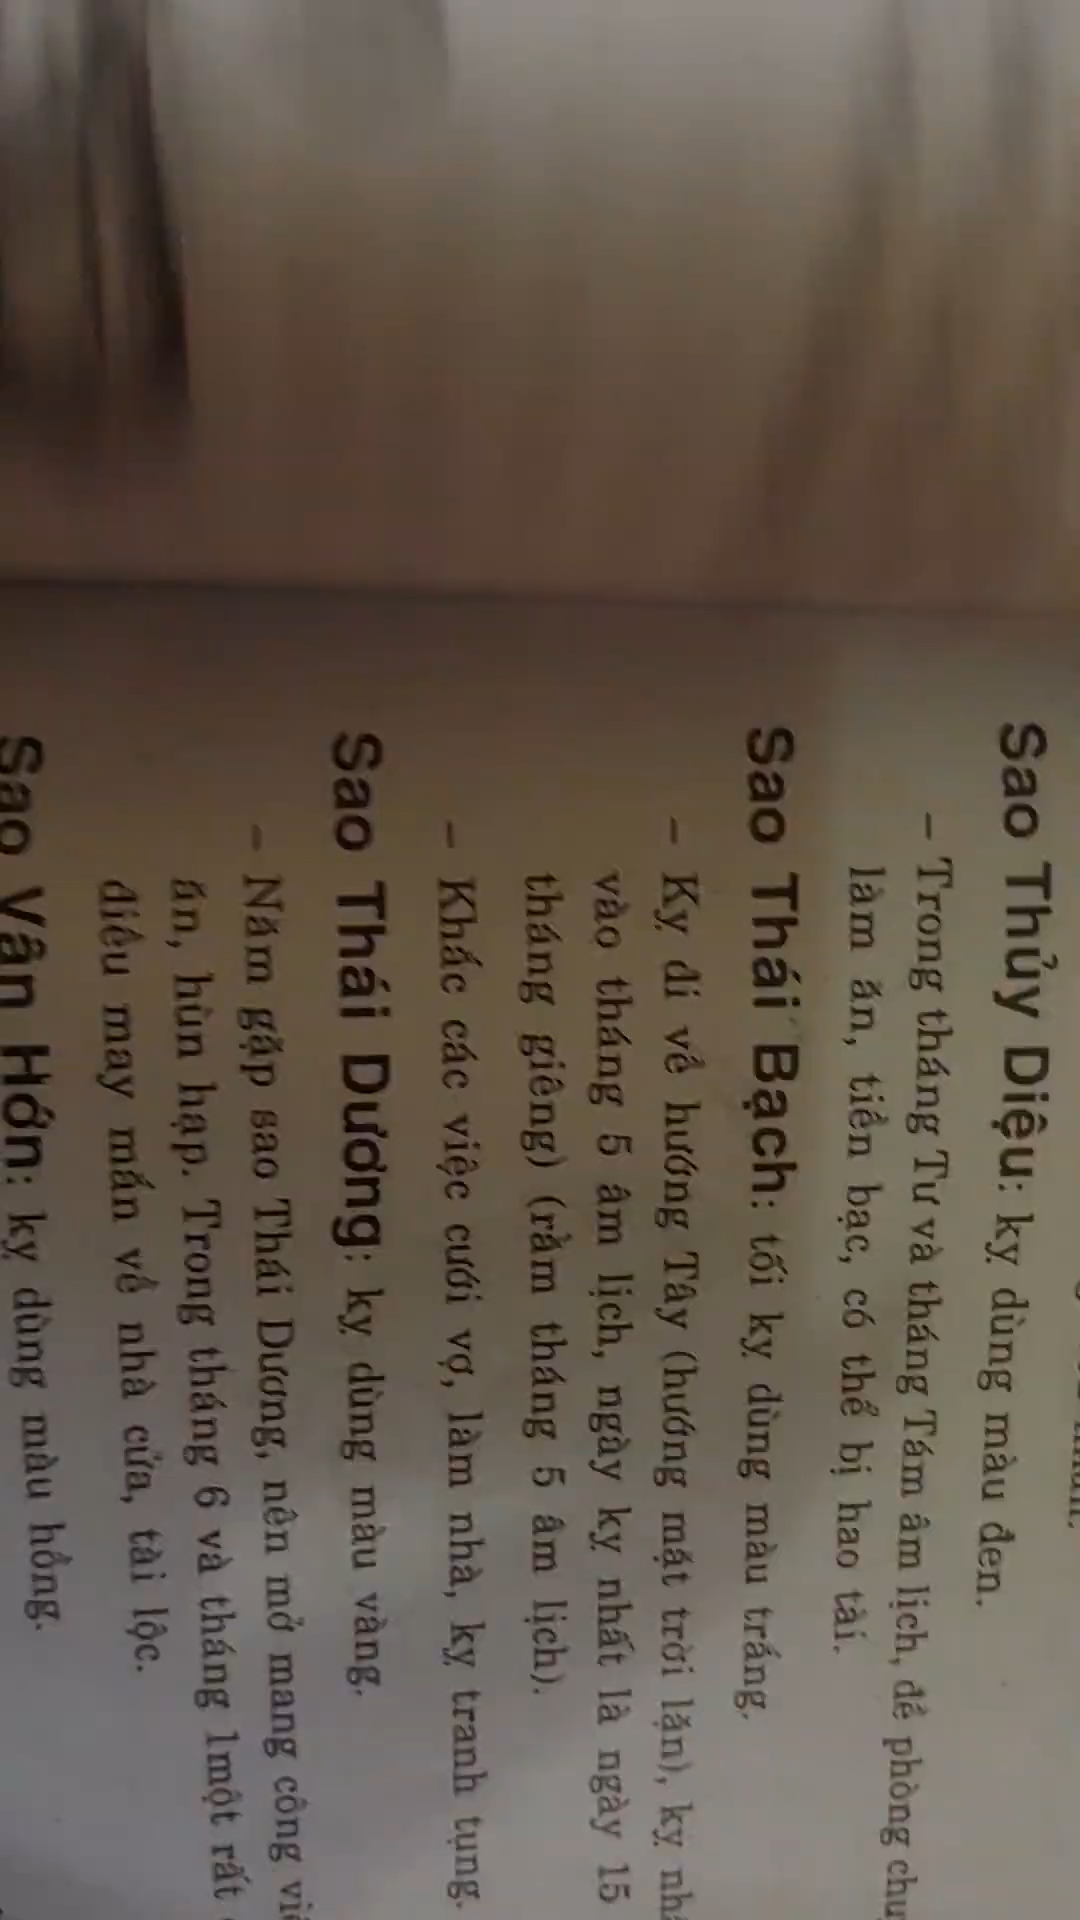 Sao Thủy Diệu: kỵ dùng màu đen.
– Trong tháng Tư và tháng Tám âm lịch, đề phòng
làm ăn, tiền bạc, có thể bị hao tài.
Sao Thái Bạch: tối kỵ dùng màu trắng.
– Kỵ đi về hướng Tây (hướng mặt trời lặn), kỵ
vào tháng 5 âm lịch, ngày kỵ nhất là ngày 15
tháng giêng) (rằm tháng 5 âm lịch).
– Khắc các việc cưới vợ, làm nhà, kỵ tranh tụng.
Sao Thái Dương: kỵ dùng màu vàng.
– Năm gặp sao Thái Dương, nên mở mang công
ăn, hùn hạp. Trong tháng 6 và tháng 1một rất
điều may mắn về nhà cửa, tài lộc.
Sao Vân Hớn: kỵ dùng màu hồng.